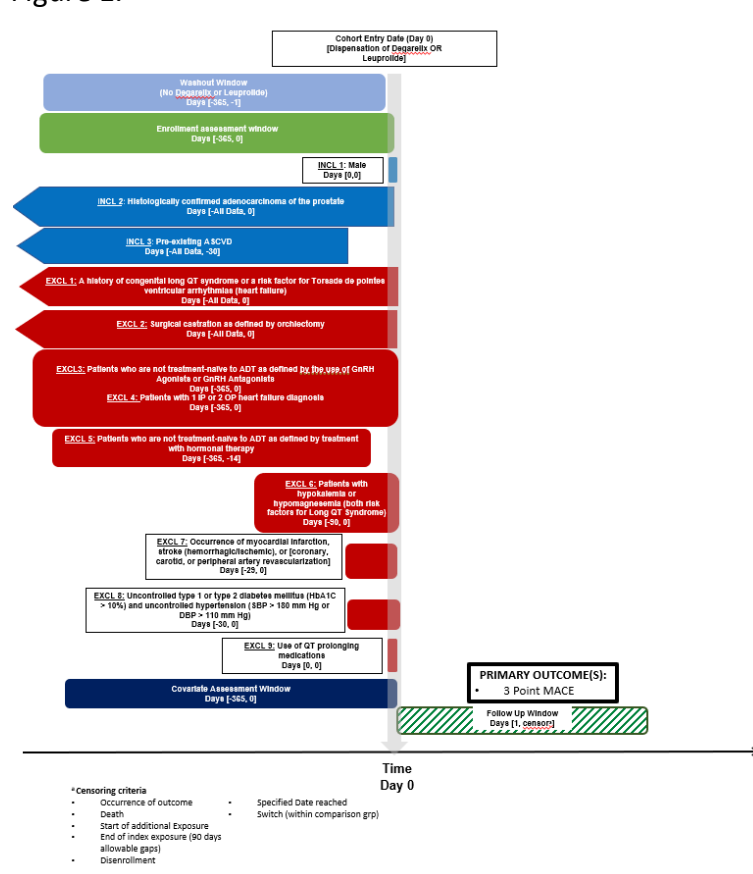 Cohort Entry Date (Day 0)
[Dispensation of Degarelix OR
Leuprolide]
Washout Window
(No Degarelix or Leuprolide)
Days [-365, -1]
Enrollment assessment window
Days [-365, 0]
INCL 1: Male
Days [0,0]
INCL 2: Histologically confirmed adenocarcinoma of the prostate
Days [-All Data, 0]
INCL 3: Pre-existing ASCVD
Days [-All Data, -30]
EXCL 1: A history of congenital long QT syndrome or a risk factor for Torsade de pointes
ventricular arrhythmias (heart failure)
Days [-All Data, 0]
EXCL 2: Surgical castration as defined by orchiectomy
Days [-All Data, 0]
EXCL3: Patients who are not treatment-naïve to ADT as defined by the use of GnRH
Agonists or GnRH Antagonists
Days [-365, 0]
EXCL 4: Patients with 1 IP or 2 OP heart failure diagnosis
Days [-365, 0]
EXCL 5: Patients who are not treatment-naïve to ADT as defined by treatment
with hormonal therapy
Days [-365, -14]
EXCL 6: Patients with
hypokalemia or
hypomagnesemia (both risk
factors for Long QT Syndrome)
Days [-90, 0]
EXCL 7: Occurrence of myocardial infarction,
stroke (hemorrhagic/ischemic), or [coronary,
carotid, or peripheral artery revascularization]
Days [-29, 0]
EXCL 8: Uncontrolled type 1 or type 2 diabetes mellitus (HbA1C
> 10%) and uncontrolled hypertension (SBP > 180 mm Hg or
DBP > 110 mm Hg)
Days [-30, 0]
EXCL 9: Use of QT prolonging
medications
Days [0, 0]
Covariate Assessment Window
Days [-365, 0]
PRIMARY OUTCOME(S):
• 3 Point MACE
Follow Up Window
Days [1, censorª]
Time
Day 0
ª Censoring criteria
• Occurrence of outcome
• Death
• Start of additional Exposure
• End of index exposure (90 days
allowable gaps)
• Disenrollment
• Specified Date reached
• Switch (within comparison grp)